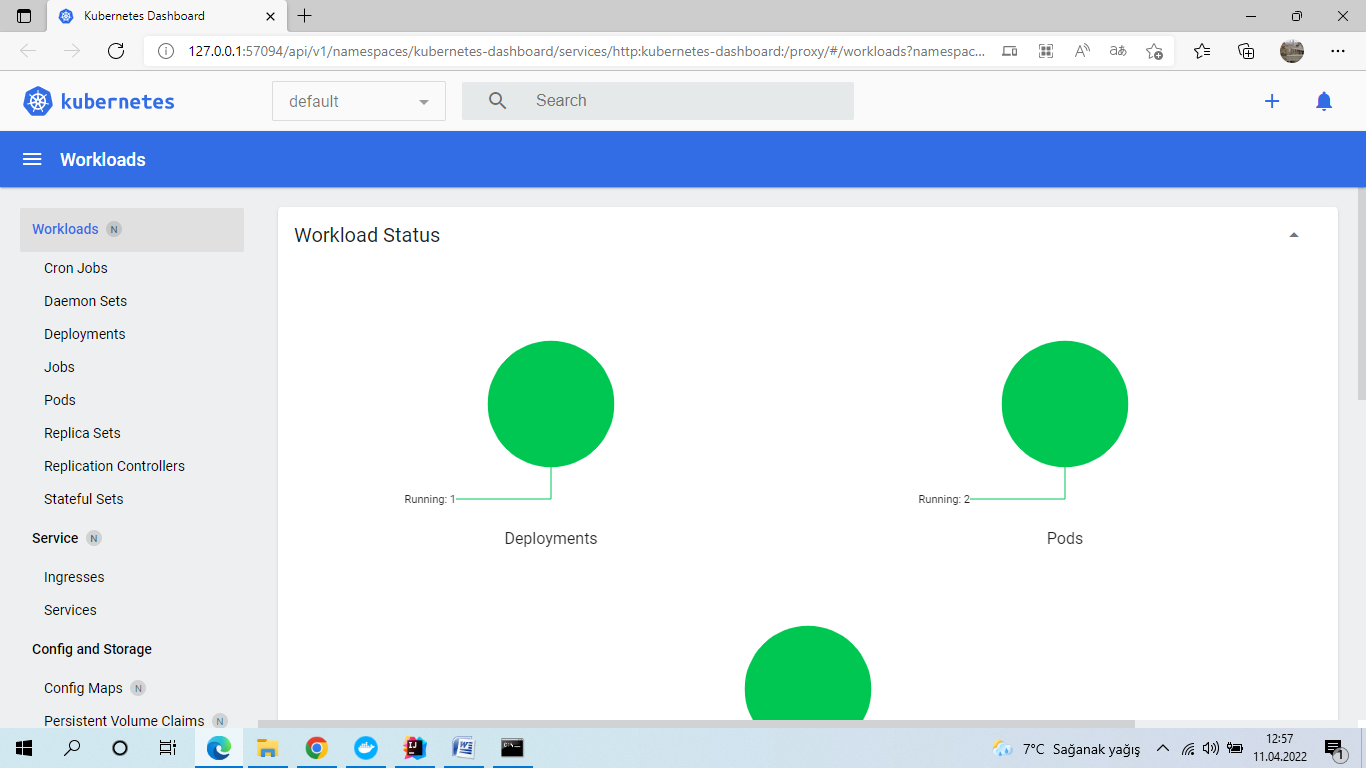 Kubernetes Dashboard
127.0.0.1:57094/api/v1/namespaces/kubernetes-dashboard/services/http:kubernetes-dashboard:/proxy/#/workloads?namespac...
kubernetes
default
Search
Workloads
Workloads N
Cron Jobs
Daemon Sets
Deployments
Jobs
Pods
Replica Sets
Replication Controllers
Stateful Sets
Service N
Ingresses
Services
Config and Storage
Config Maps N
Persistent Volume Claims N
Workload Status
Running: 1
Deployments
Running: 2
Pods
7°C Sağanak yağış
12:57
11.04.2022
1